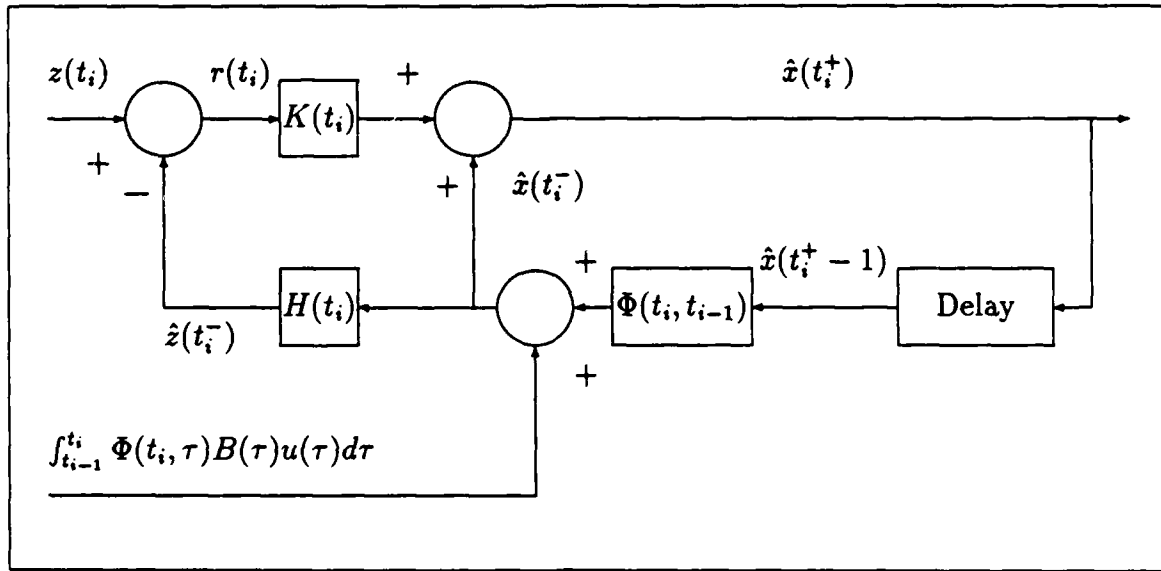 z(t_i) r(t_i) K(t_i) + x̂(t_i^+)
+ − + x̂(t_i^-)
ẑ(t_i^-) H(t_i) + + Φ(t_i, t_{i-1}) x̂(t_i^+ − 1) Delay
∫_{t_{i-1}}^{t_i} Φ(t_i, τ)B(τ)u(τ)dτ